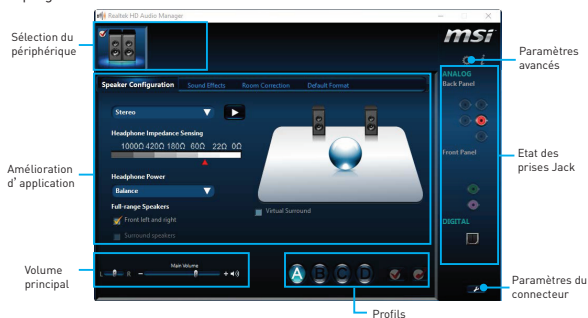 Realtek HD Audio Manager
Sélection du
périphérique
msi
i
Paramètres
avancés
ANALOG
Back Panel
Speaker Configuration Sound Effects Room Correction Default Format
Stereo
Headphone Impedance Sensing
1000Ω 420Ω 180Ω 60Ω 22Ω 0Ω
Front Panel
Etat des
prises Jack
Amélioration
d'application
Headphone Power
Balance
Full-range Speakers
Front left and right
Virtual Surround
Surround speakers
DIGITAL
Volume
principal
Main Volume
L R - +
A B C D
Paramètres du
connecteur
Profils